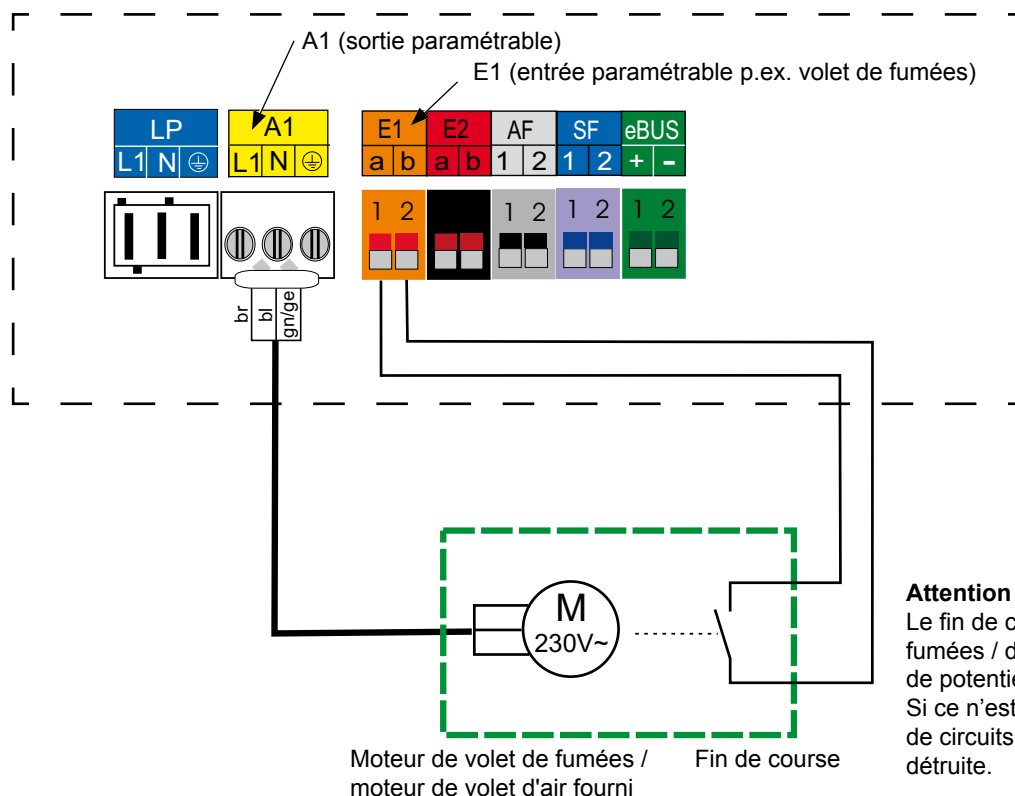 A1 (sortie paramétrable)
E1 (entrée paramétrable p.ex. volet de fumées)
LP A1 E1 E2 AF SF eBUS
L1 N L1 N a b a b 1 2 1 2 + -
1 2 1 2 1 2 1 2
br
bl
gn/ge
M
230V~
Attention
Le fin de c
fumées / d
de potentie
Si ce n'est
de circuits
détruite.
Moteur de volet de fumées /
moteur de volet d'air fourni
Fin de course